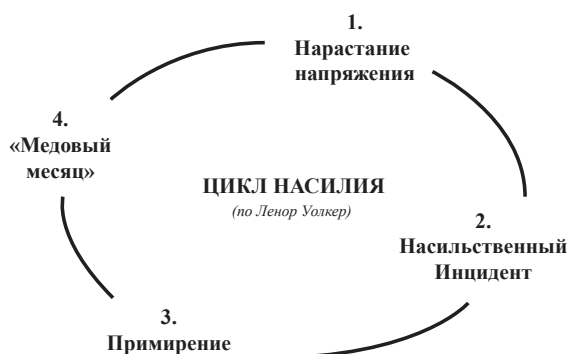 1.
Нарастание
напряжения
4.
«Медовый
месяц»
ЦИКЛ НАСИЛИЯ
(по Ленор Уолкер)
2.
Насильственный
Инцидент
3.
Примирение